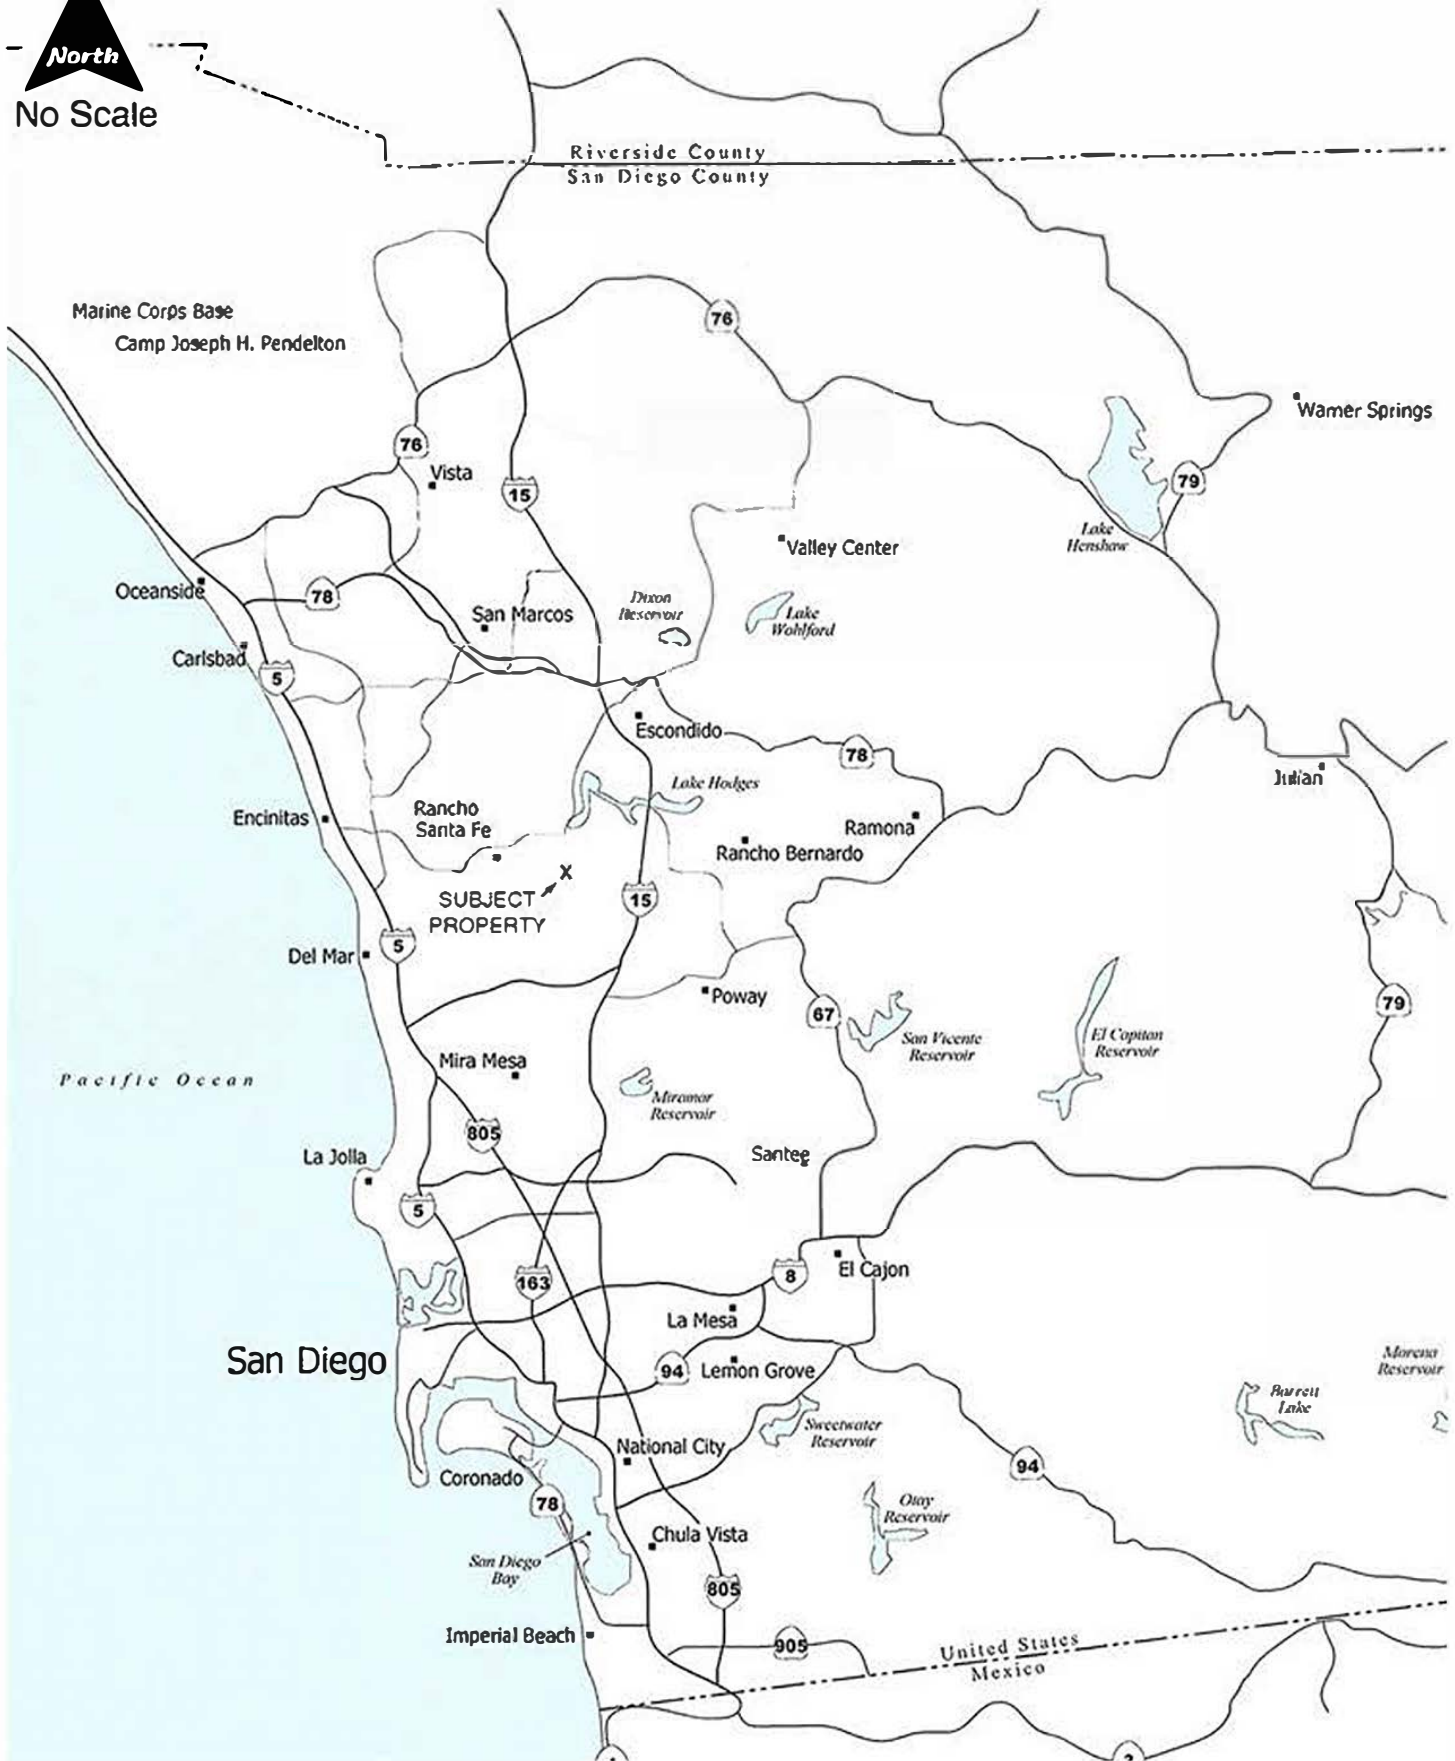 North
No Scale
Riverside County
San Diego County
Marine Corps Base
Camp Joseph H. Pendelton
76
Warner Springs
76
Vista
15
79
Lake
Henshaw
Valley Center
Oceanside
78
San Marcos
Dixon
Reservoir
Lake
Wohlford
Carlsbad
5
Escondido
78
Julian
Lake Hodges
Encinitas
Rancho
Santa Fe
Ramona
Rancho Bernardo
X
SUBJECT
PROPERTY
15
5
Del Mar
Poway
67
79
San Vicente
Reservoir
El Capitan
Reservoir
Mira Mesa
Pacific Ocean
Miramar
Reservoir
805
La Jolla
Santee
5
163
8
El Cajon
La Mesa
San Diego
94
Lemon Grove
Morena
Reservoir
Barrett
Lake
Sweetwater
Reservoir
National City
94
Coronado
78
Otay
Reservoir
Chula Vista
San Diego
Bay
805
Imperial Beach
905
United States
Mexico